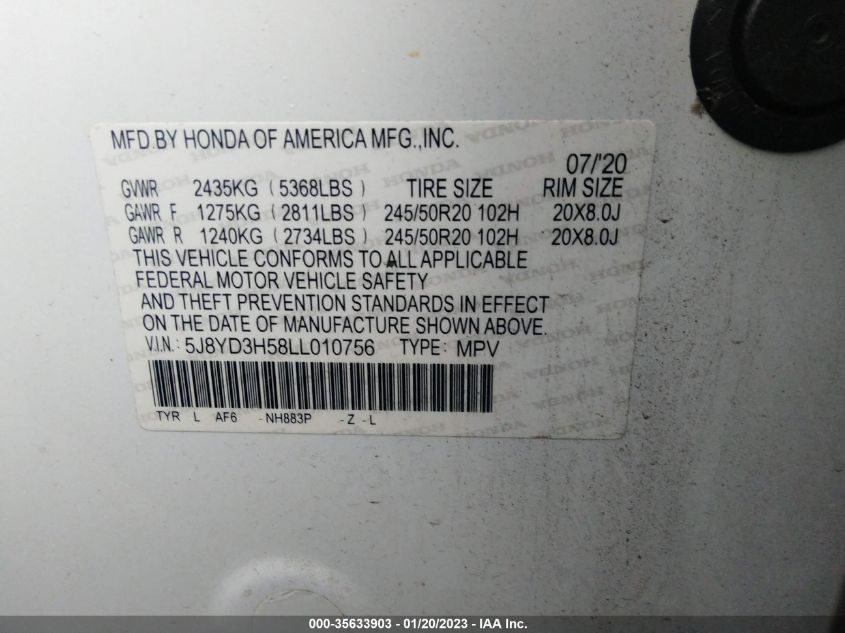 MFD.BY HONDA OF AMERICA MFG.,INC.
07/'20
GVWR 2435KG (5368LBS) TIRE SIZE RIM SIZE
GAWR F 1275KG (2811LBS) 245/50R20 102H 20X8.0J
GAWR R 1240KG (2734LBS) 245/50R20 102H 20X8.0J
THIS VEHICLE CONFORMS TO ALL APPLICABLE
FEDERAL MOTOR VEHICLE SAFETY
AND THEFT PREVENTION STANDARDS IN EFFECT
ON THE DATE OF MANUFACTURE SHOWN ABOVE.
V.I.N: 5J8YD3H58LL010756 TYPE: MPV
TYR L AF6 -NH883P -Z -L
000-35633903 - 01/20/2023 - IAA Inc.